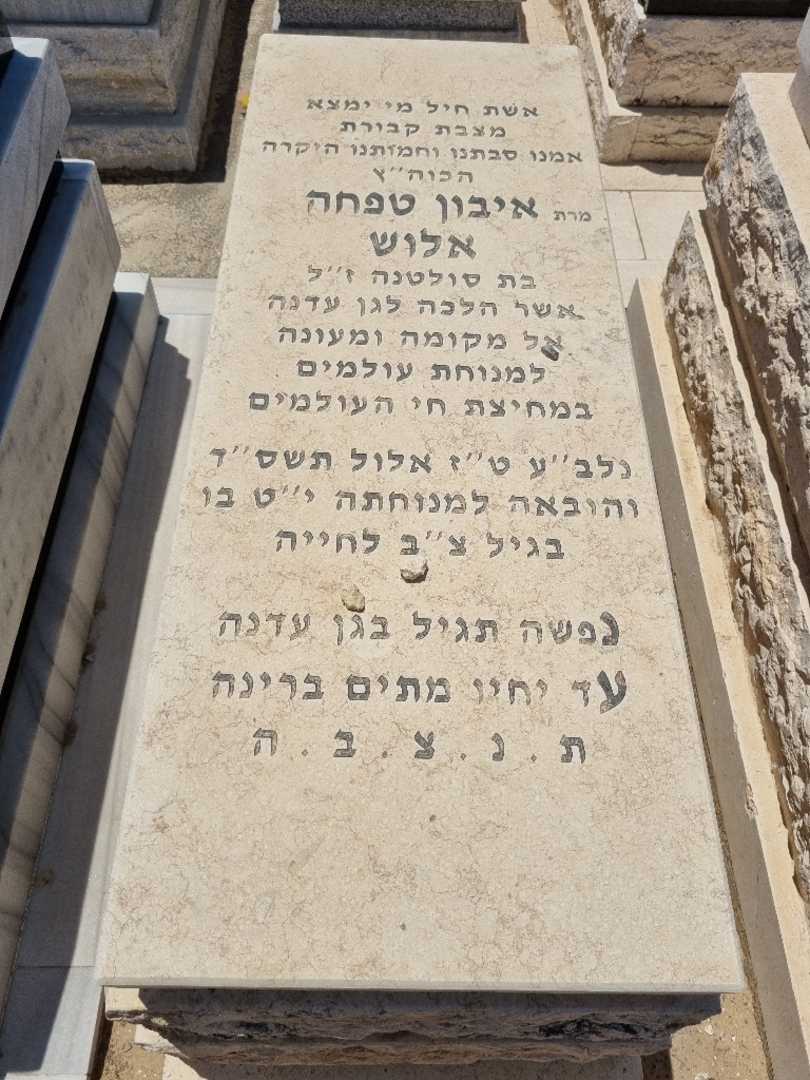 אשת חיל מי ימצא
מצבת קבורת
אמנו סבתנו וחמותנו היקרה
הכוה״צ
מרת איבון טפחה
אלוש
בת סולטנה ז״ל
אשר הלכה לגן עדנה
אל מקומה ומעונה
למנוחת עולמים
במחיצת חי העולמים
נלב״ע ט״ז אלול תשס״ד
והובאה למנוחתה י״ט בו
בגיל צ״ב לחייה
נפשה תגיל בגן עדנה
עד יחיו מתים ברינה
ת . נ . צ . ב . ה